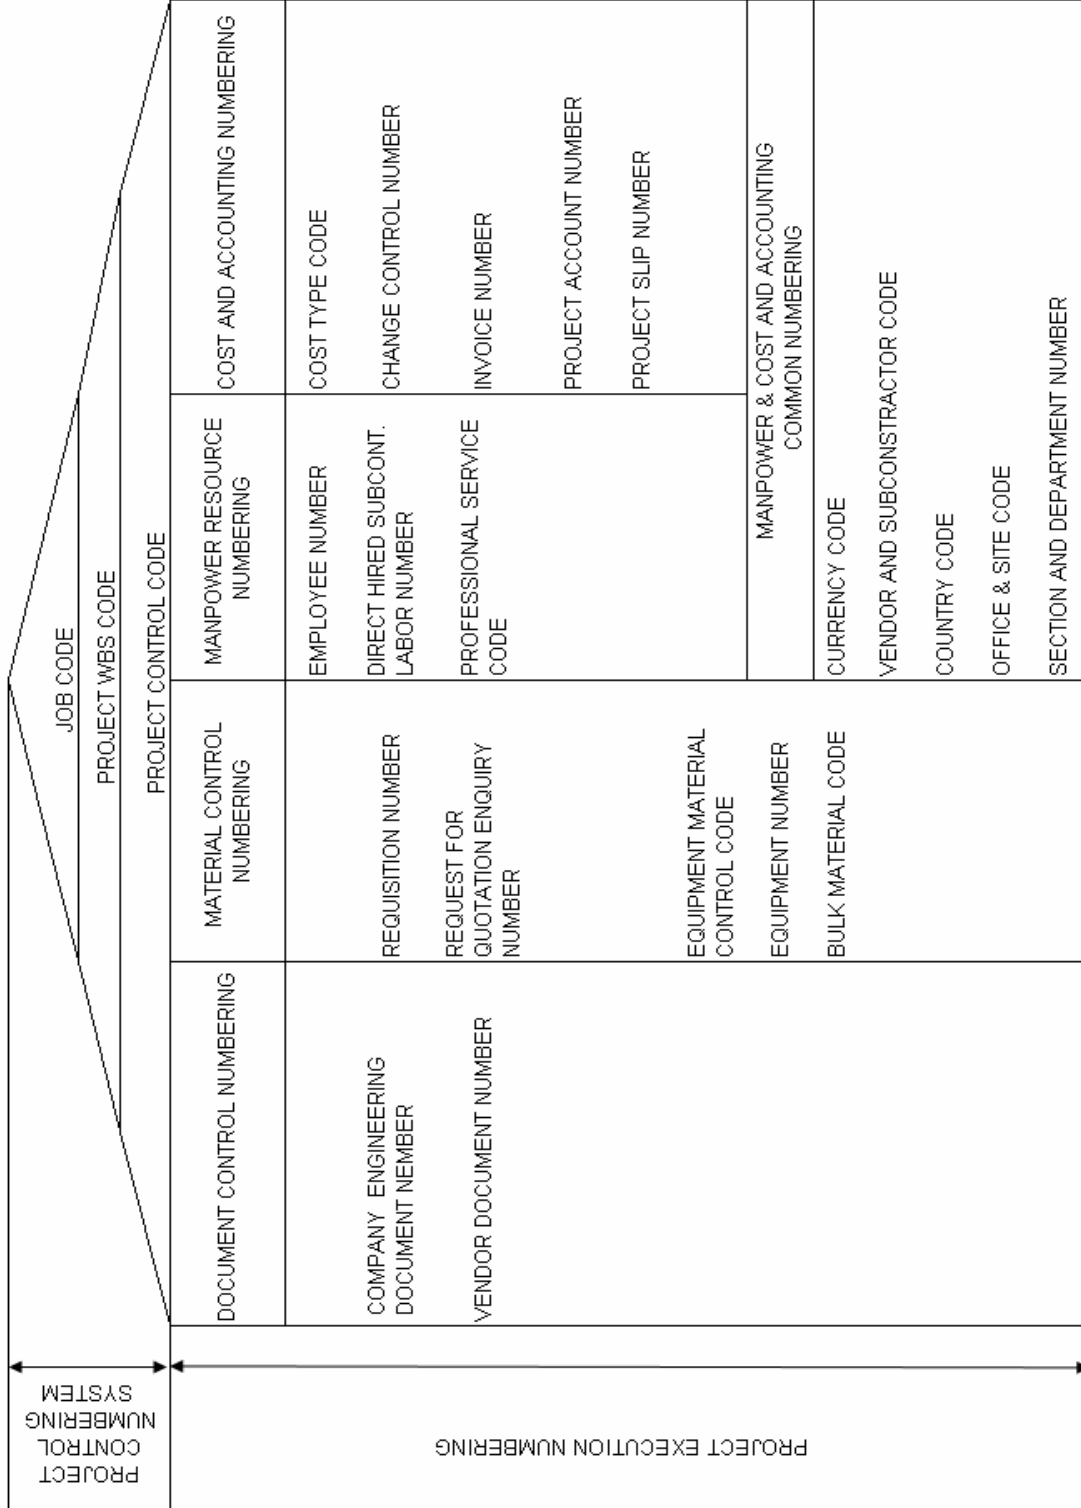 PROJECT
CONTROL
NUMBERING
SYSTEM
JOB CODE
PROJECT WBS CODE
PROJECT CONTROL CODE
PROJECT EXECUTION NUMBERING
DOCUMENT CONTROL NUMBERING
COMPANY ENGINEERING
DOCUMENT NEMBER
VENDOR DOCUMENT NUMBER
MATERIAL CONTROL
NUMBERING
REQUISITION NUMBER
REQUEST FOR
QUOTATION ENQUIRY
NUMBER
EQUIPMENT MATERIAL
CONTROL CODE
EQUIPMENT NUMBER
BULK MATERIAL CODE
MANPOWER RESOURCE
NUMBERING
EMPLOYEE NUMBER
DIRECT HIRED SUBCONT.
LABOR NUMBER
PROFESSIONAL SERVICE
CODE
COST AND ACCOUNTING NUMBERING
COST TYPE CODE
CHANGE CONTROL NUMBER
INVOICE NUMBER
PROJECT ACCOUNT NUMBER
PROJECT SLIP NUMBER
MANPOWER & COST AND ACCOUNTING
COMMON NUMBERING
CURRENCY CODE
VENDOR AND SUBCONSTRACTOR CODE
COUNTRY CODE
OFFICE & SITE CODE
SECTION AND DEPARTMENT NUMBER